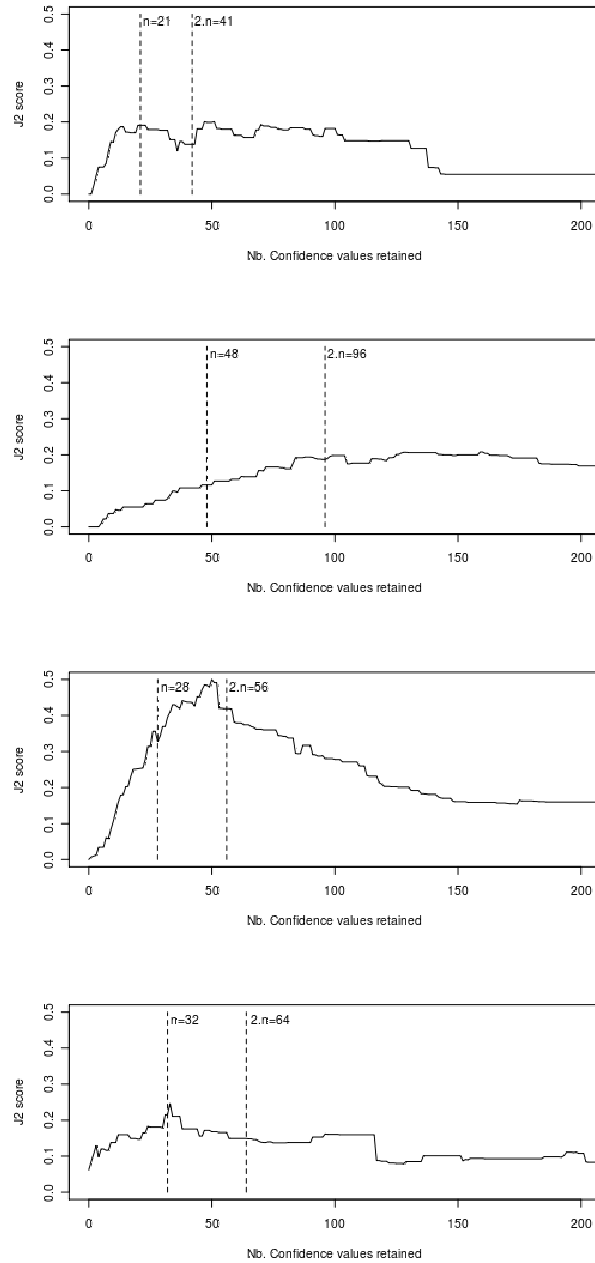 n=21 2.n=41
J2 score
0.0 0.1 0.2 0.3 0.4 0.5
0 50 100 150 200
Nb. Confidence values retained
n=48 2.n=96
J2 score
0.0 0.1 0.2 0.3 0.4 0.5
0 50 100 150 200
Nb. Confidence values retained
n=28 2.n=56
J2 score
0.0 0.1 0.2 0.3 0.4 0.5
0 50 100 150 200
Nb. Confidence values retained
n=32 2.n=64
J2 score
0.0 0.1 0.2 0.3 0.4 0.5
0 50 100 150 200
Nb. Confidence values retained